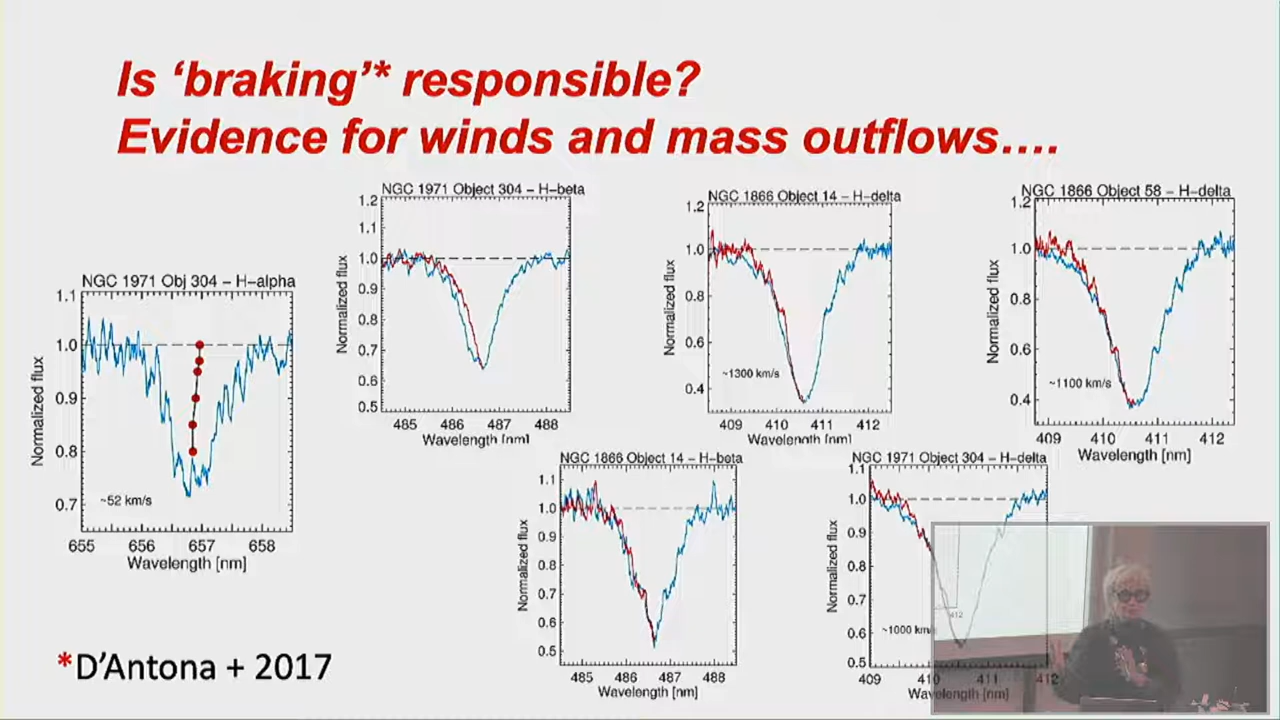 Is ‘braking’* responsible?
Evidence for winds and mass outflows….
NGC 1971 Obj 304 – H-alpha
1.1
1.0
0.9
0.8
0.7
Normalized flux
~52 km/s
655 656 657 658
Wavelength [nm]
NGC 1971 Object 304 – H-beta
1.2
1.1
1.0
0.9
0.8
0.7
0.6
0.5
Normalized flux
485 486 487 488
Wavelength [nm]
NGC 1866 Object 14 – H-delta
1.2
1.0
0.8
0.6
0.4
Normalized flux
~1300 km/s
409 410 411 412
Wavelength [nm]
NGC 1866 Object 58 – H-delta
1.2
1.0
0.8
0.6
0.4
Normalized flux
~1100 km/s
409 410 411 412
Wavelength [nm]
NGC 1866 Object 14 – H-beta
1.1
1.0
0.9
0.8
0.7
0.6
0.5
Normalized flux
485 486 487 488
Wavelength [nm]
NGC 1971 Object 304 – H-delta
1.1
1.0
0.9
0.8
0.7
0.6
0.5
Normalized flux
~1000 km/s
412
409 410 411 412
Wavelength [nm]
*D’Antona + 2017